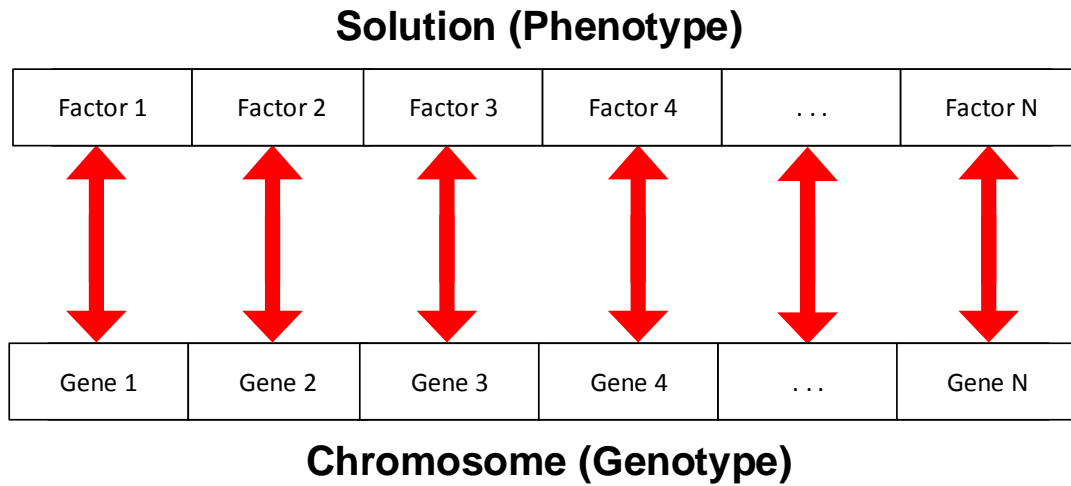 Solution (Phenotype)
Factor 1 Factor 2 Factor 3 Factor 4 . . . Factor N
Gene 1 Gene 2 Gene 3 Gene 4 . . . Gene N
Chromosome (Genotype)